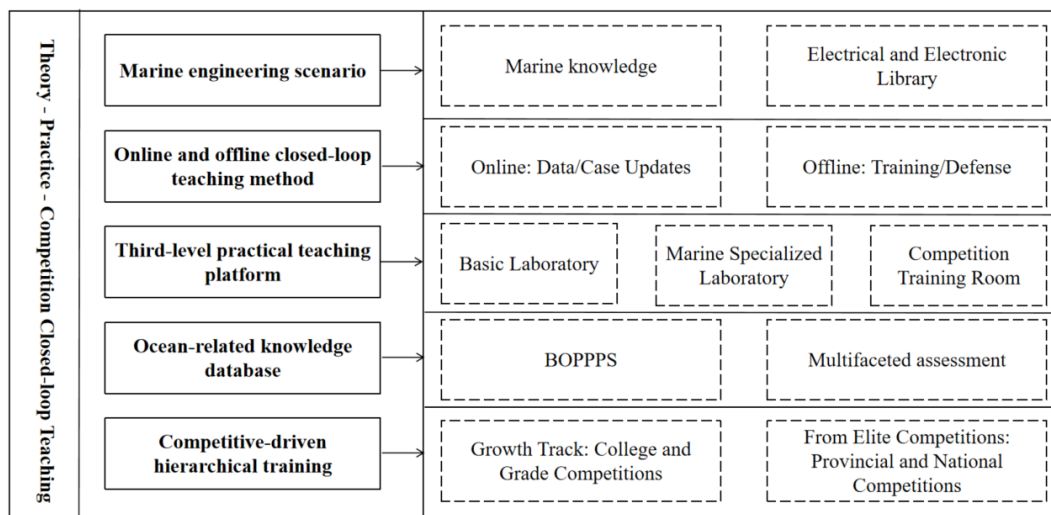 Theory - Practice - Competition Closed-loop Teaching
Marine engineering scenario
Marine knowledge
Electrical and Electronic
Library
Online and offline closed-loop
teaching method
Online: Data/Case Updates
Offline: Training/Defense
Third-level practical teaching
platform
Basic Laboratory
Marine Specialized
Laboratory
Competition
Training Room
Ocean-related knowledge
database
BOPPPS
Multifaceted assessment
Competitive-driven
hierarchical training
Growth Track: College and
Grade Competitions
From Elite Competitions:
Provincial and National
Competitions